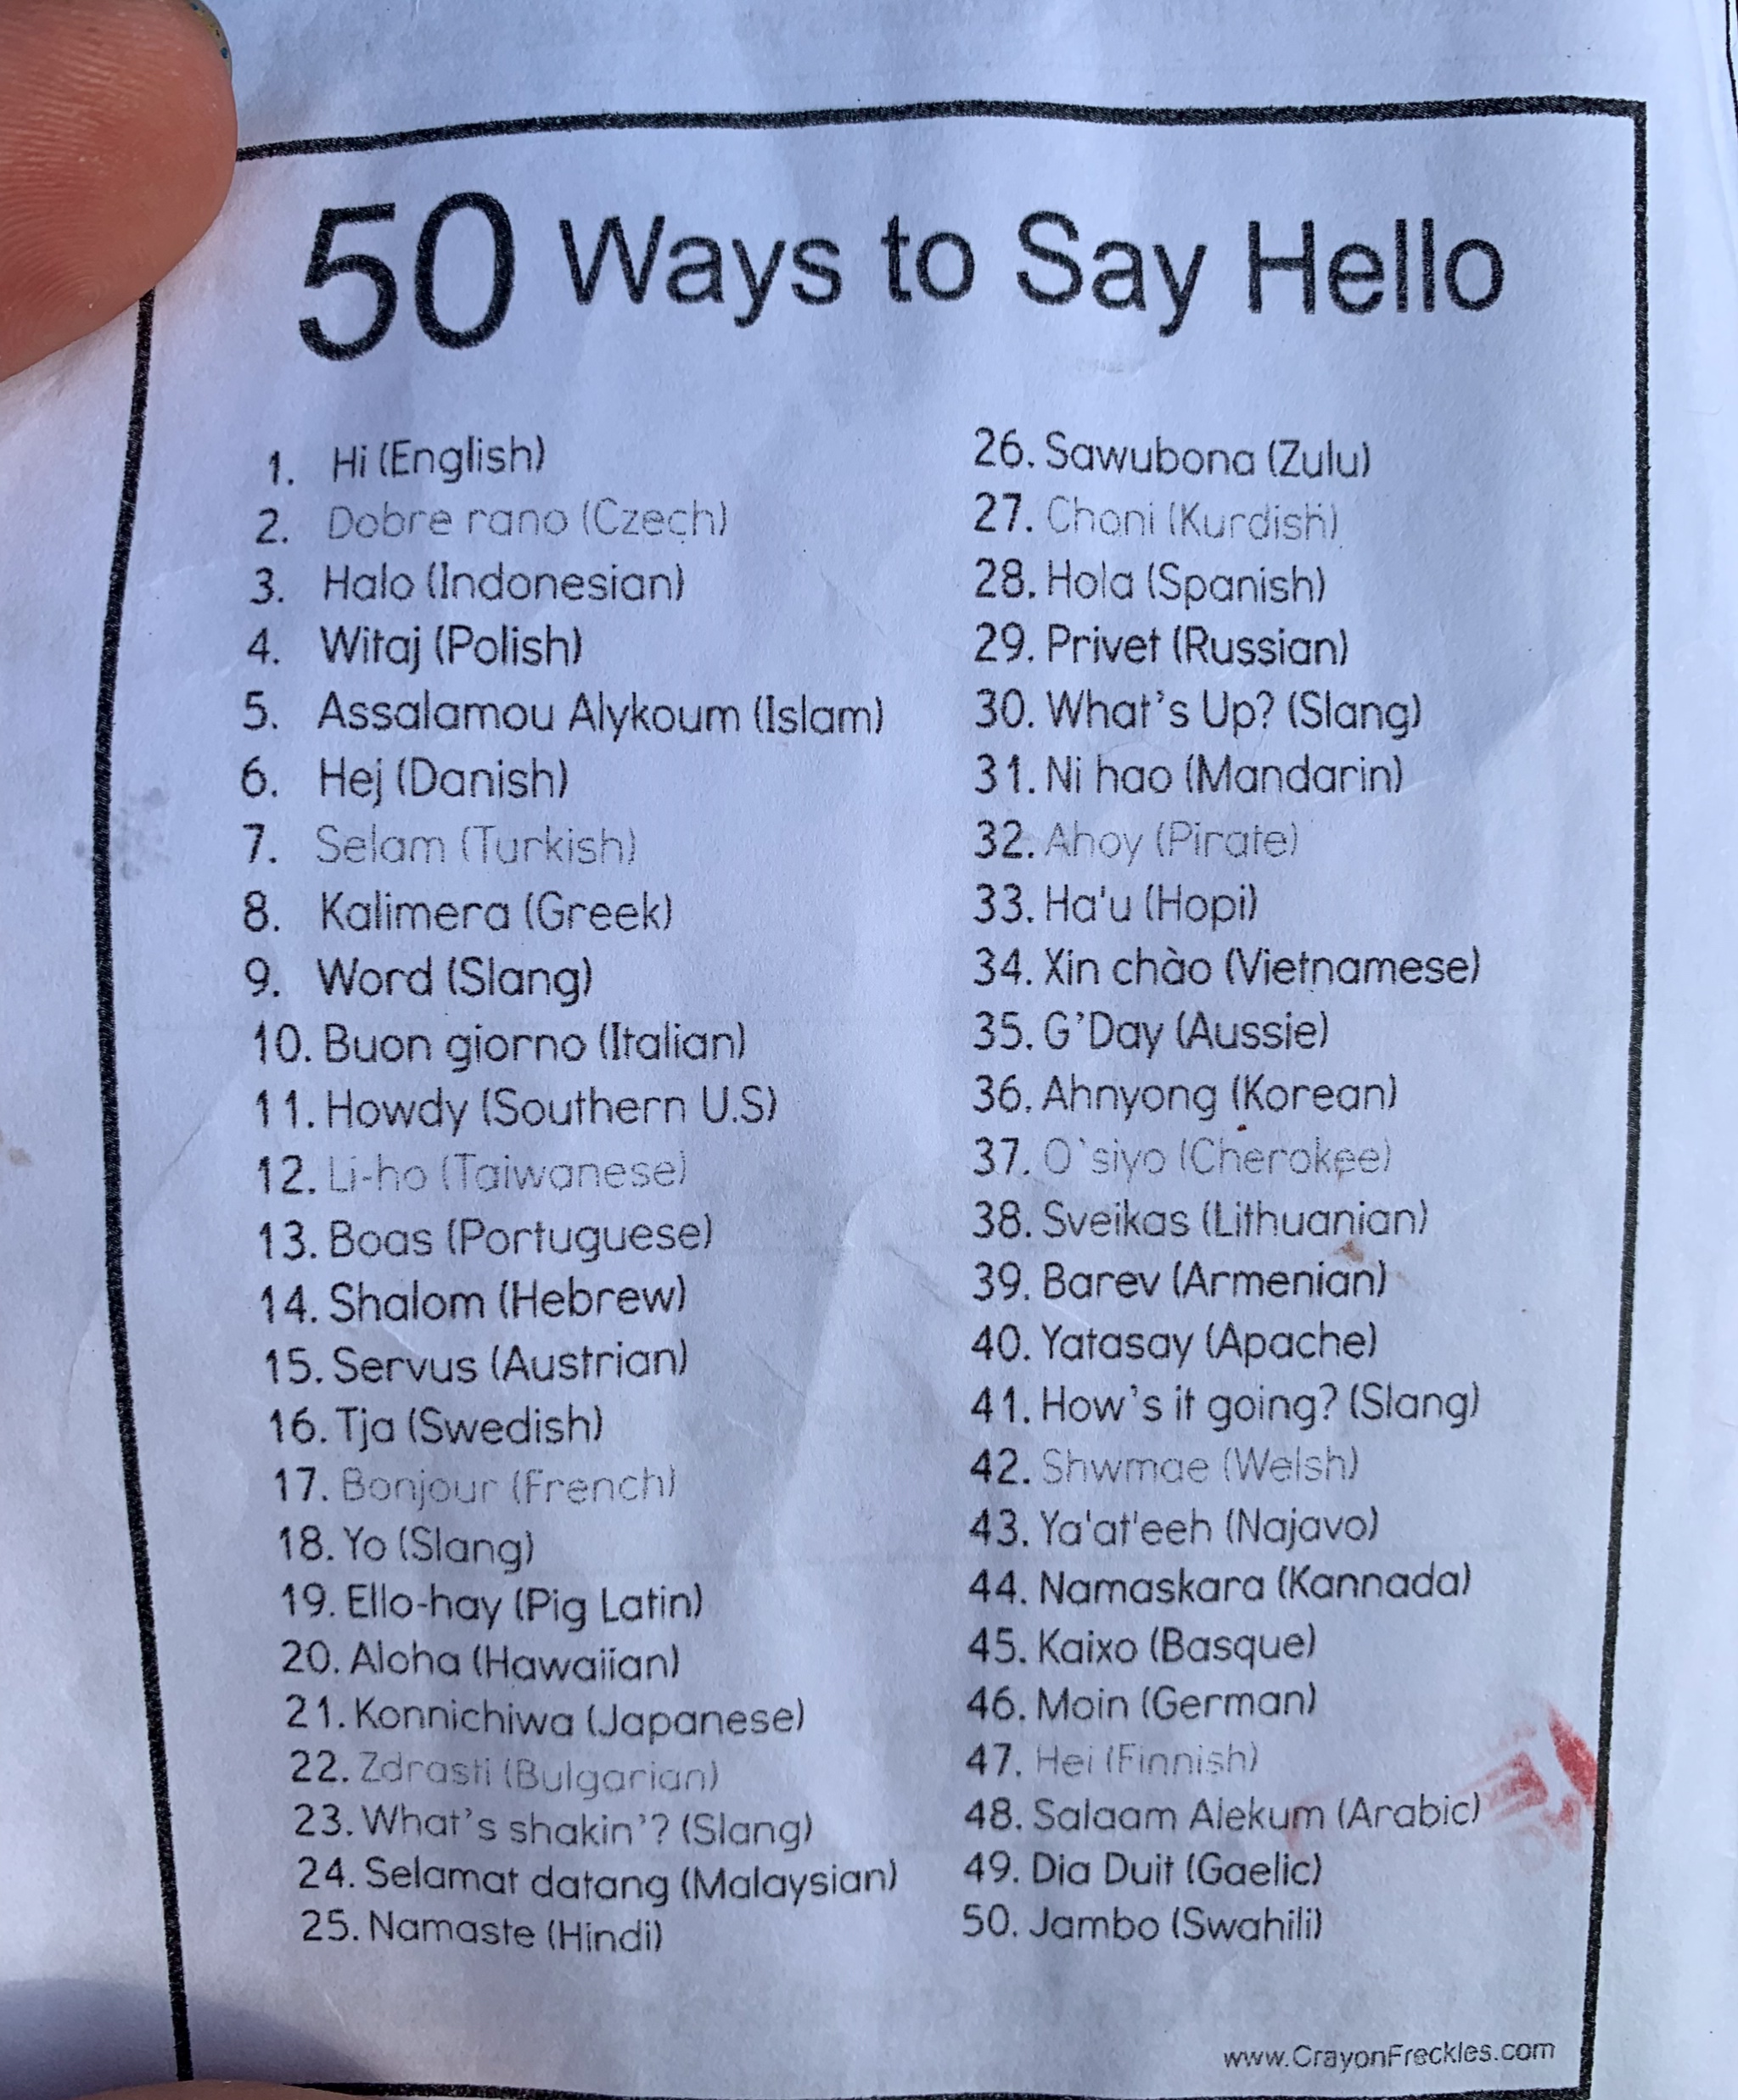 50 Ways to Say Hello
1. Hi (English)
2. Dobre rano (Czech)
3. Halo (Indonesian)
4. Witaj (Polish)
5. Assalamou Alykoum (Islam)
6. Hej (Danish)
7. Selam (Turkish)
8. Kalimera (Greek)
9. Word (Slang)
10. Buon giorno (Italian)
11. Howdy (Southern U.S)
12. Li-ho (Taiwanese)
13. Boas (Portuguese)
14. Shalom (Hebrew)
15. Servus (Austrian)
16. Tja (Swedish)
17. Bonjour (French)
18. Yo (Slang)
19. Ello-hay (Pig Latin)
20. Aloha (Hawaiian)
21. Konnichiwa (Japanese)
22. Zdrasti (Bulgarian)
23. What's shakin'? (Slang)
24. Selamat datang (Malaysian)
25. Namaste (Hindi)
26. Sawubona (Zulu)
27. Choni (Kurdish)
28. Hola (Spanish)
29. Privet (Russian)
30. What's Up? (Slang)
31. Ni hao (Mandarin)
32. Ahoy (Pirate)
33. Ha'u (Hopi)
34. Xin chào (Vietnamese)
35. G'Day (Aussie)
36. Ahnyong (Korean)
37. O`siyo (Cherokee)
38. Sveikas (Lithuanian)
39. Barev (Armenian)
40. Yatasay (Apache)
41. How's it going? (Slang)
42. Shwmae (Welsh)
43. Ya'at'eeh (Najavo)
44. Namaskara (Kannada)
45. Kaixo (Basque)
46. Moin (German)
47. Hei (Finnish)
48. Salaam Alekum (Arabic)
49. Dia Duit (Gaelic)
50. Jambo (Swahili)
www.CrayonFreckles.com